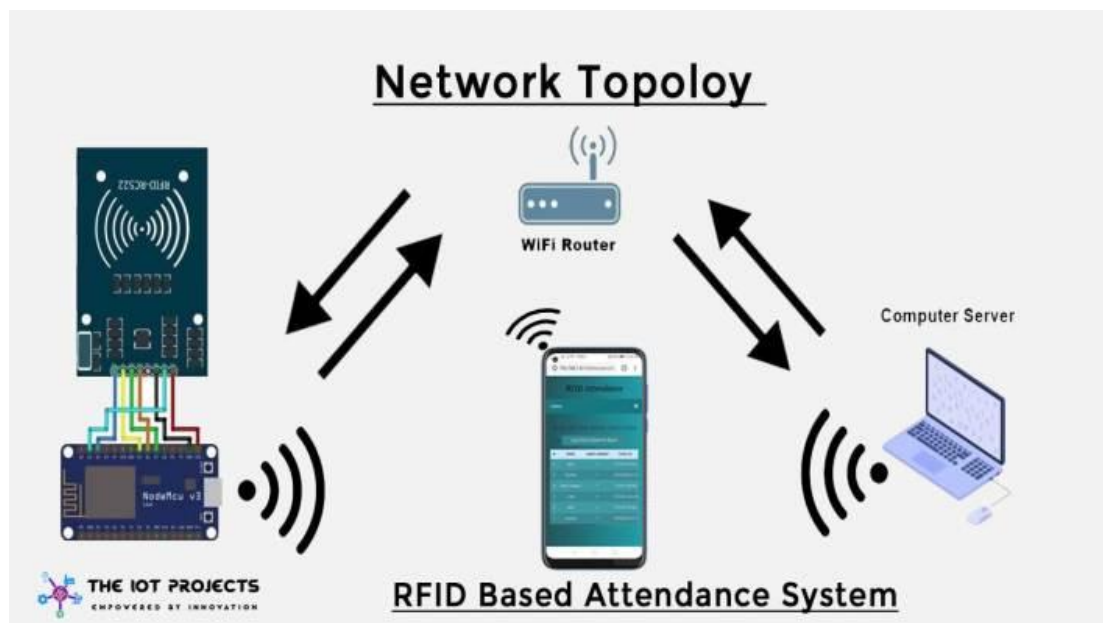 Network Topoloy
RFID-RC522
WiFi Router
Computer Server
RFID Attendance
NodeMcu v3
THE IOT PROJECTS
EMPOWERED BY INNOVATION
RFID Based Attendance System